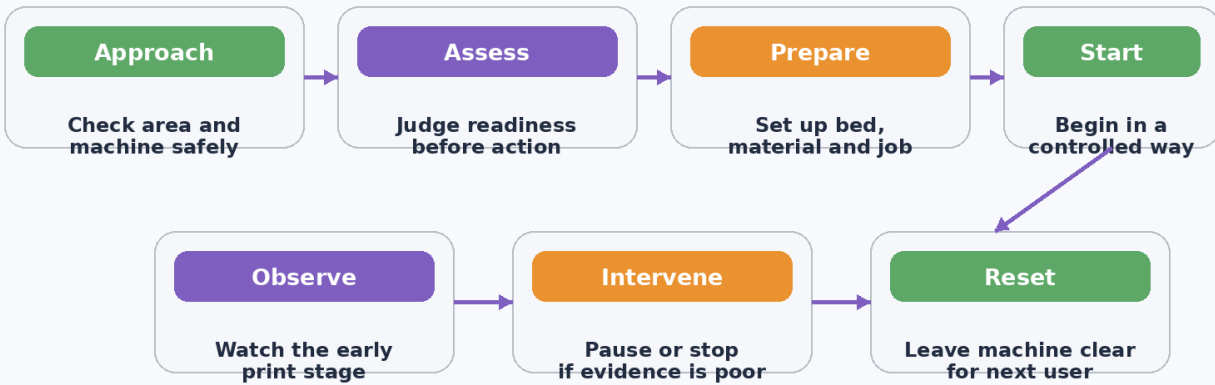 Approach
Check area and
machine safely
Assess
Judge readiness
before action
Prepare
Set up bed,
material and job
Start
Begin in a
controlled way
Observe
Watch the early
print stage
Intervene
Pause or stop
if evidence is poor
Reset
Leave machine clear
for next user